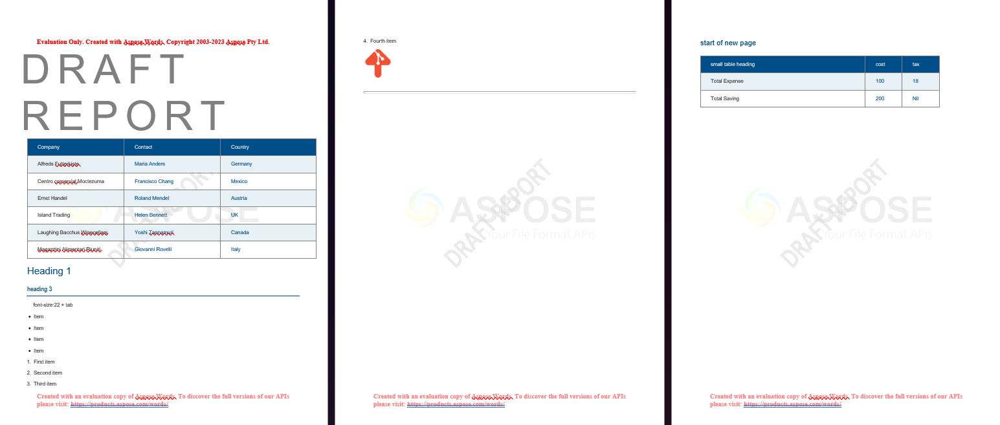 Evaluation Only. Created with Aspose.Words. Copyright 2003-2023 Aspose Pty Ltd.
DRAFT
REPORT
Company Contact Country
Alfreds Futterkiste Maria Anders Germany
Centro comercial Moctezuma Francisco Chang Mexico
Ernst Handel Roland Mendel Austria
Island Trading Helen Bennett UK
Laughing Bacchus Winecellars Yoshi Tannamuri Canada
Magazzini Alimentari Riuniti Giovanni Rovelli Italy
DRAFT REPORT
ASPOSE
Heading 1
heading 3
font-size:22 + tab
• Item
• Item
• Item
• Item
1. First item
2. Second item
3. Third item
Created with an evaluation copy of Aspose.Words. To discover the full versions of our APIs
please visit: https://products.aspose.com/words/
4. Fourth item
ASPOSE
Your File Format APIs
DRAFT REPORT
Created with an evaluation copy of Aspose.Words. To discover the full versions of our APIs
please visit: https://products.aspose.com/words/
start of new page
small table heading cost tax
Total Expense 100 18
Total Saving 200 Nil
ASPOSE
Your File Format APIs
DRAFT REPORT
Created with an evaluation copy of Aspose.Words. To discover the full versions of our APIs
please visit: https://products.aspose.com/words/